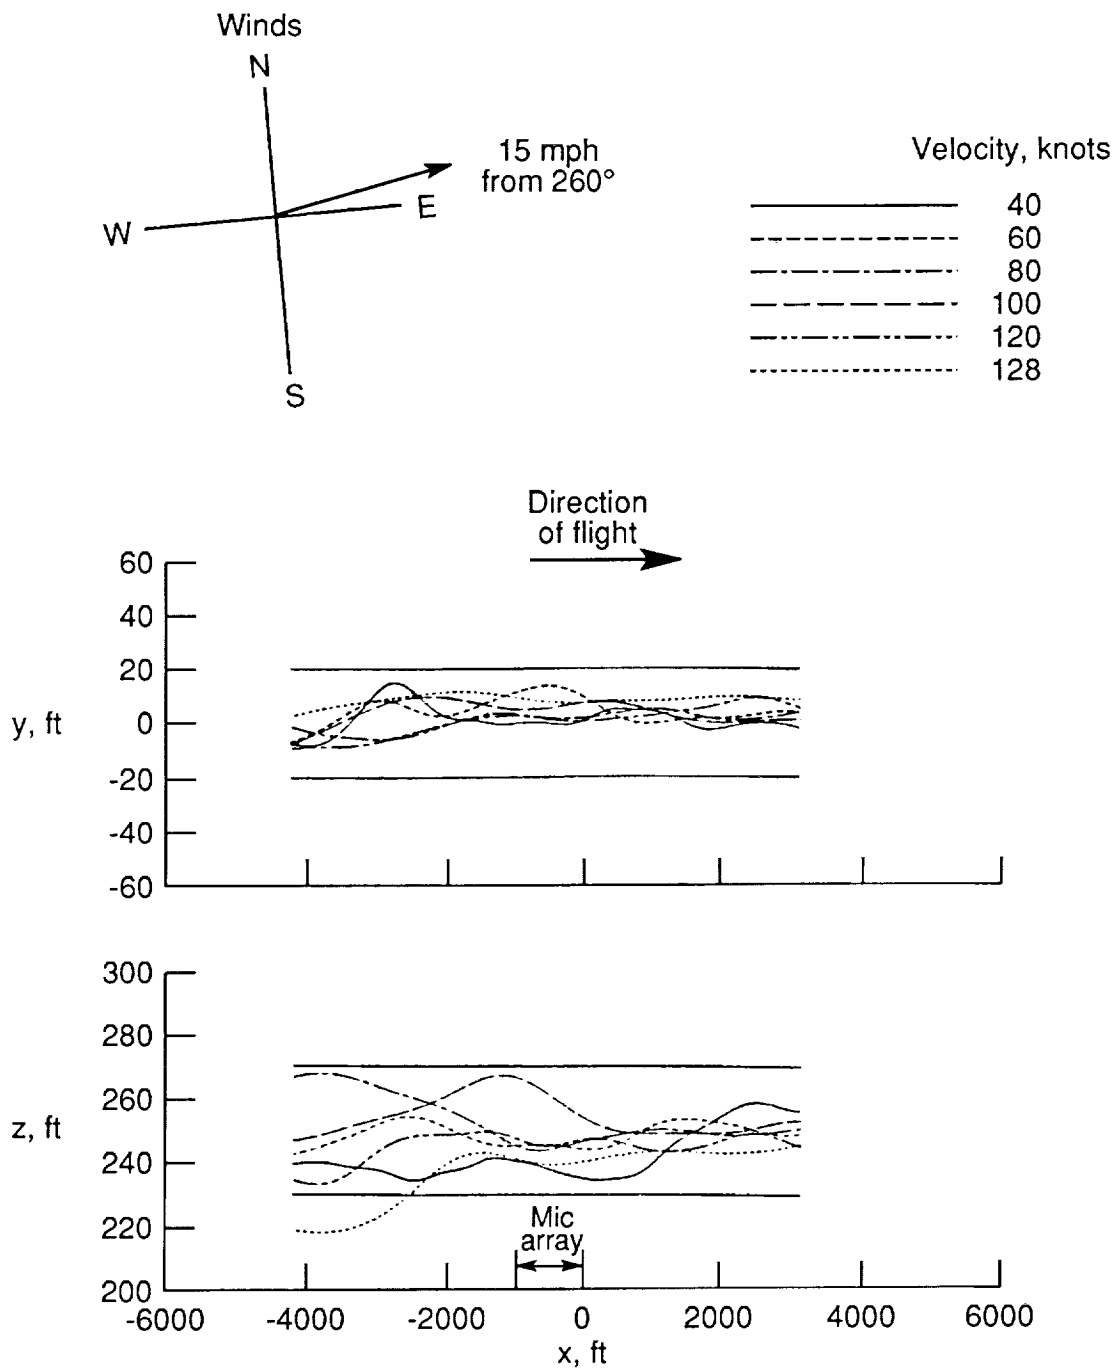 Winds
N
15 mph
from 260°
W
E
S
Velocity, knots
40
60
80
100
120
128
Direction
of flight
60
40
20
0
-20
-40
-60
y, ft
300
280
260
240
220
200
z, ft
Mic
array
-6000 -4000 -2000 0 2000 4000 6000
x, ft